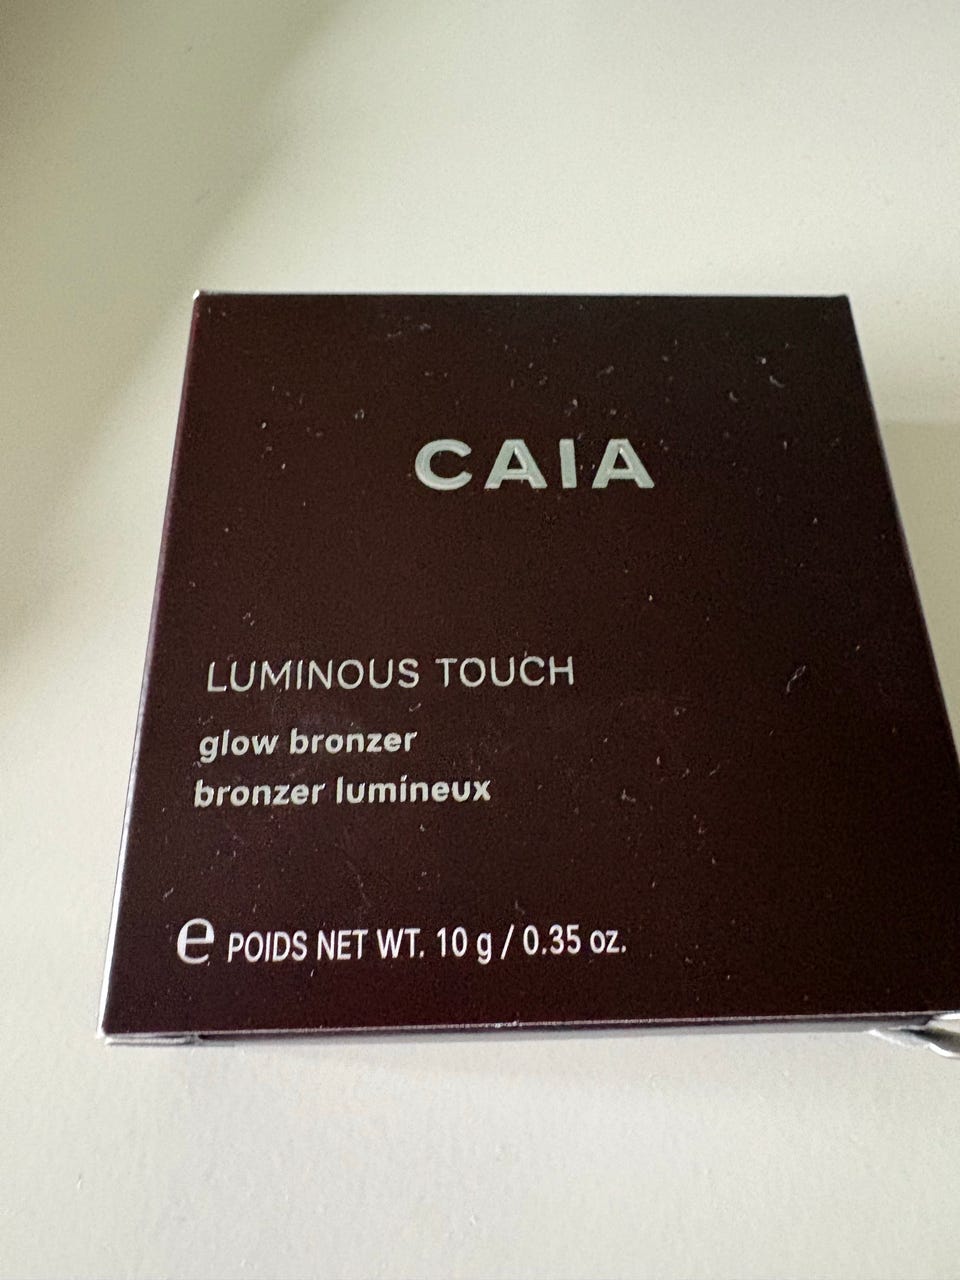 CAIA
LUMINOUS TOUCH
glow bronzer
bronzer lumineux
℮ POIDS NET WT. 10 g / 0.35 oz.